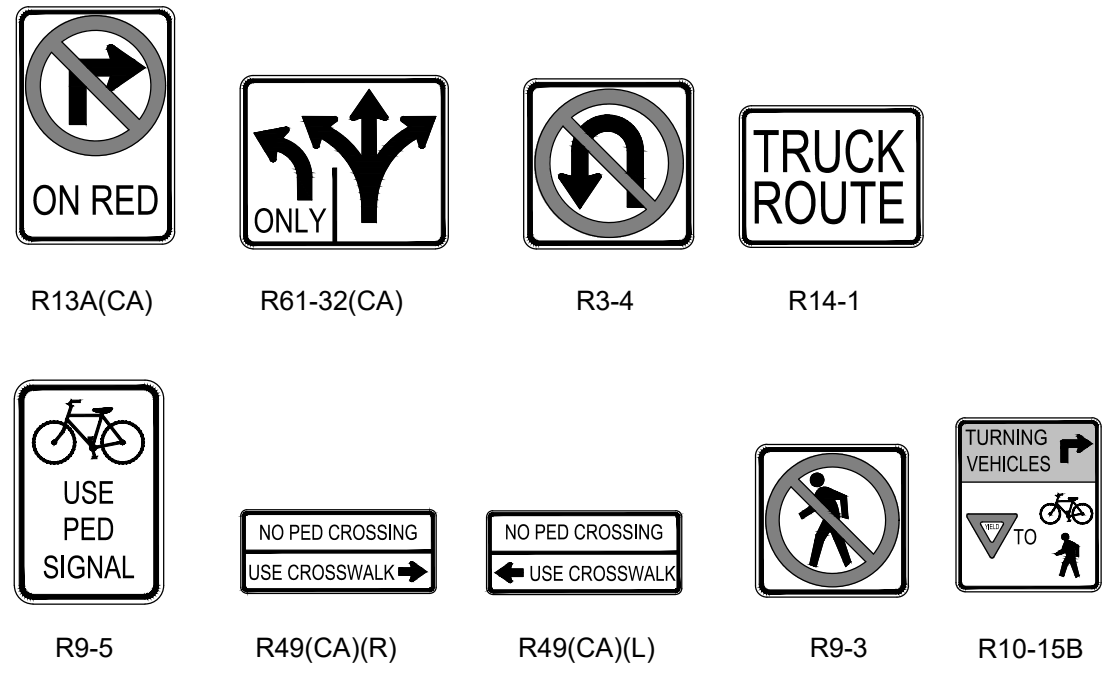 ON RED
ONLY
TRUCK
ROUTE
R13A(CA)
R61-32(CA)
R3-4
R14-1
USE
PED
SIGNAL
NO PED CROSSING
USE CROSSWALK
NO PED CROSSING
USE CROSSWALK
TURNING
VEHICLES
YIELD
TO
R9-5
R49(CA)(R)
R49(CA)(L)
R9-3
R10-15B